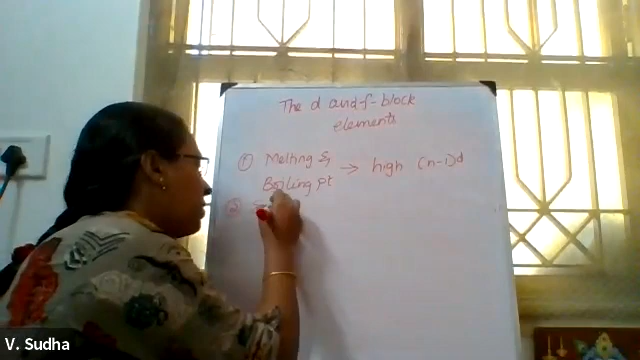 The d and-f-block
elements
① Melting & → high (n-1)d
Boiling pt
②
V. Sudha